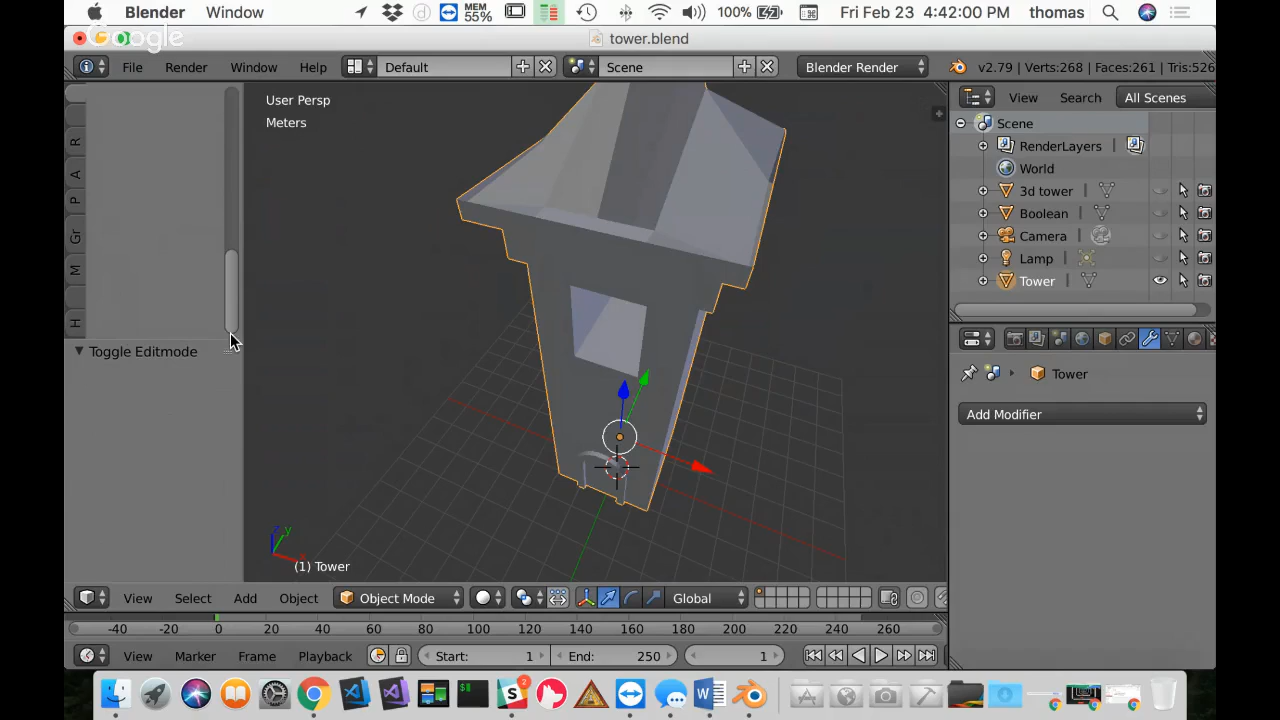 Blender Window MEM 55% 100% Fri Feb 23 4:42:00 PM thomas
Google
tower.blend
File Render Window Help Default Scene Blender Render v2.79 | Verts:268 | Faces:261 | Tris:526
User Persp
Meters
View Search All Scenes
Scene
RenderLayers
World
3d tower
Boolean
Camera
Lamp
Tower
R
A
P
Gr
M
H
Toggle Editmode
Tower
Add Modifier
z y
x
(1) Tower
View Select Add Object Object Mode Global
-40 -20 0 20 40 60 80 100 120 140 160 180 200 220 240 260
View Marker Frame Playback Start: 1 End: 250 1
2